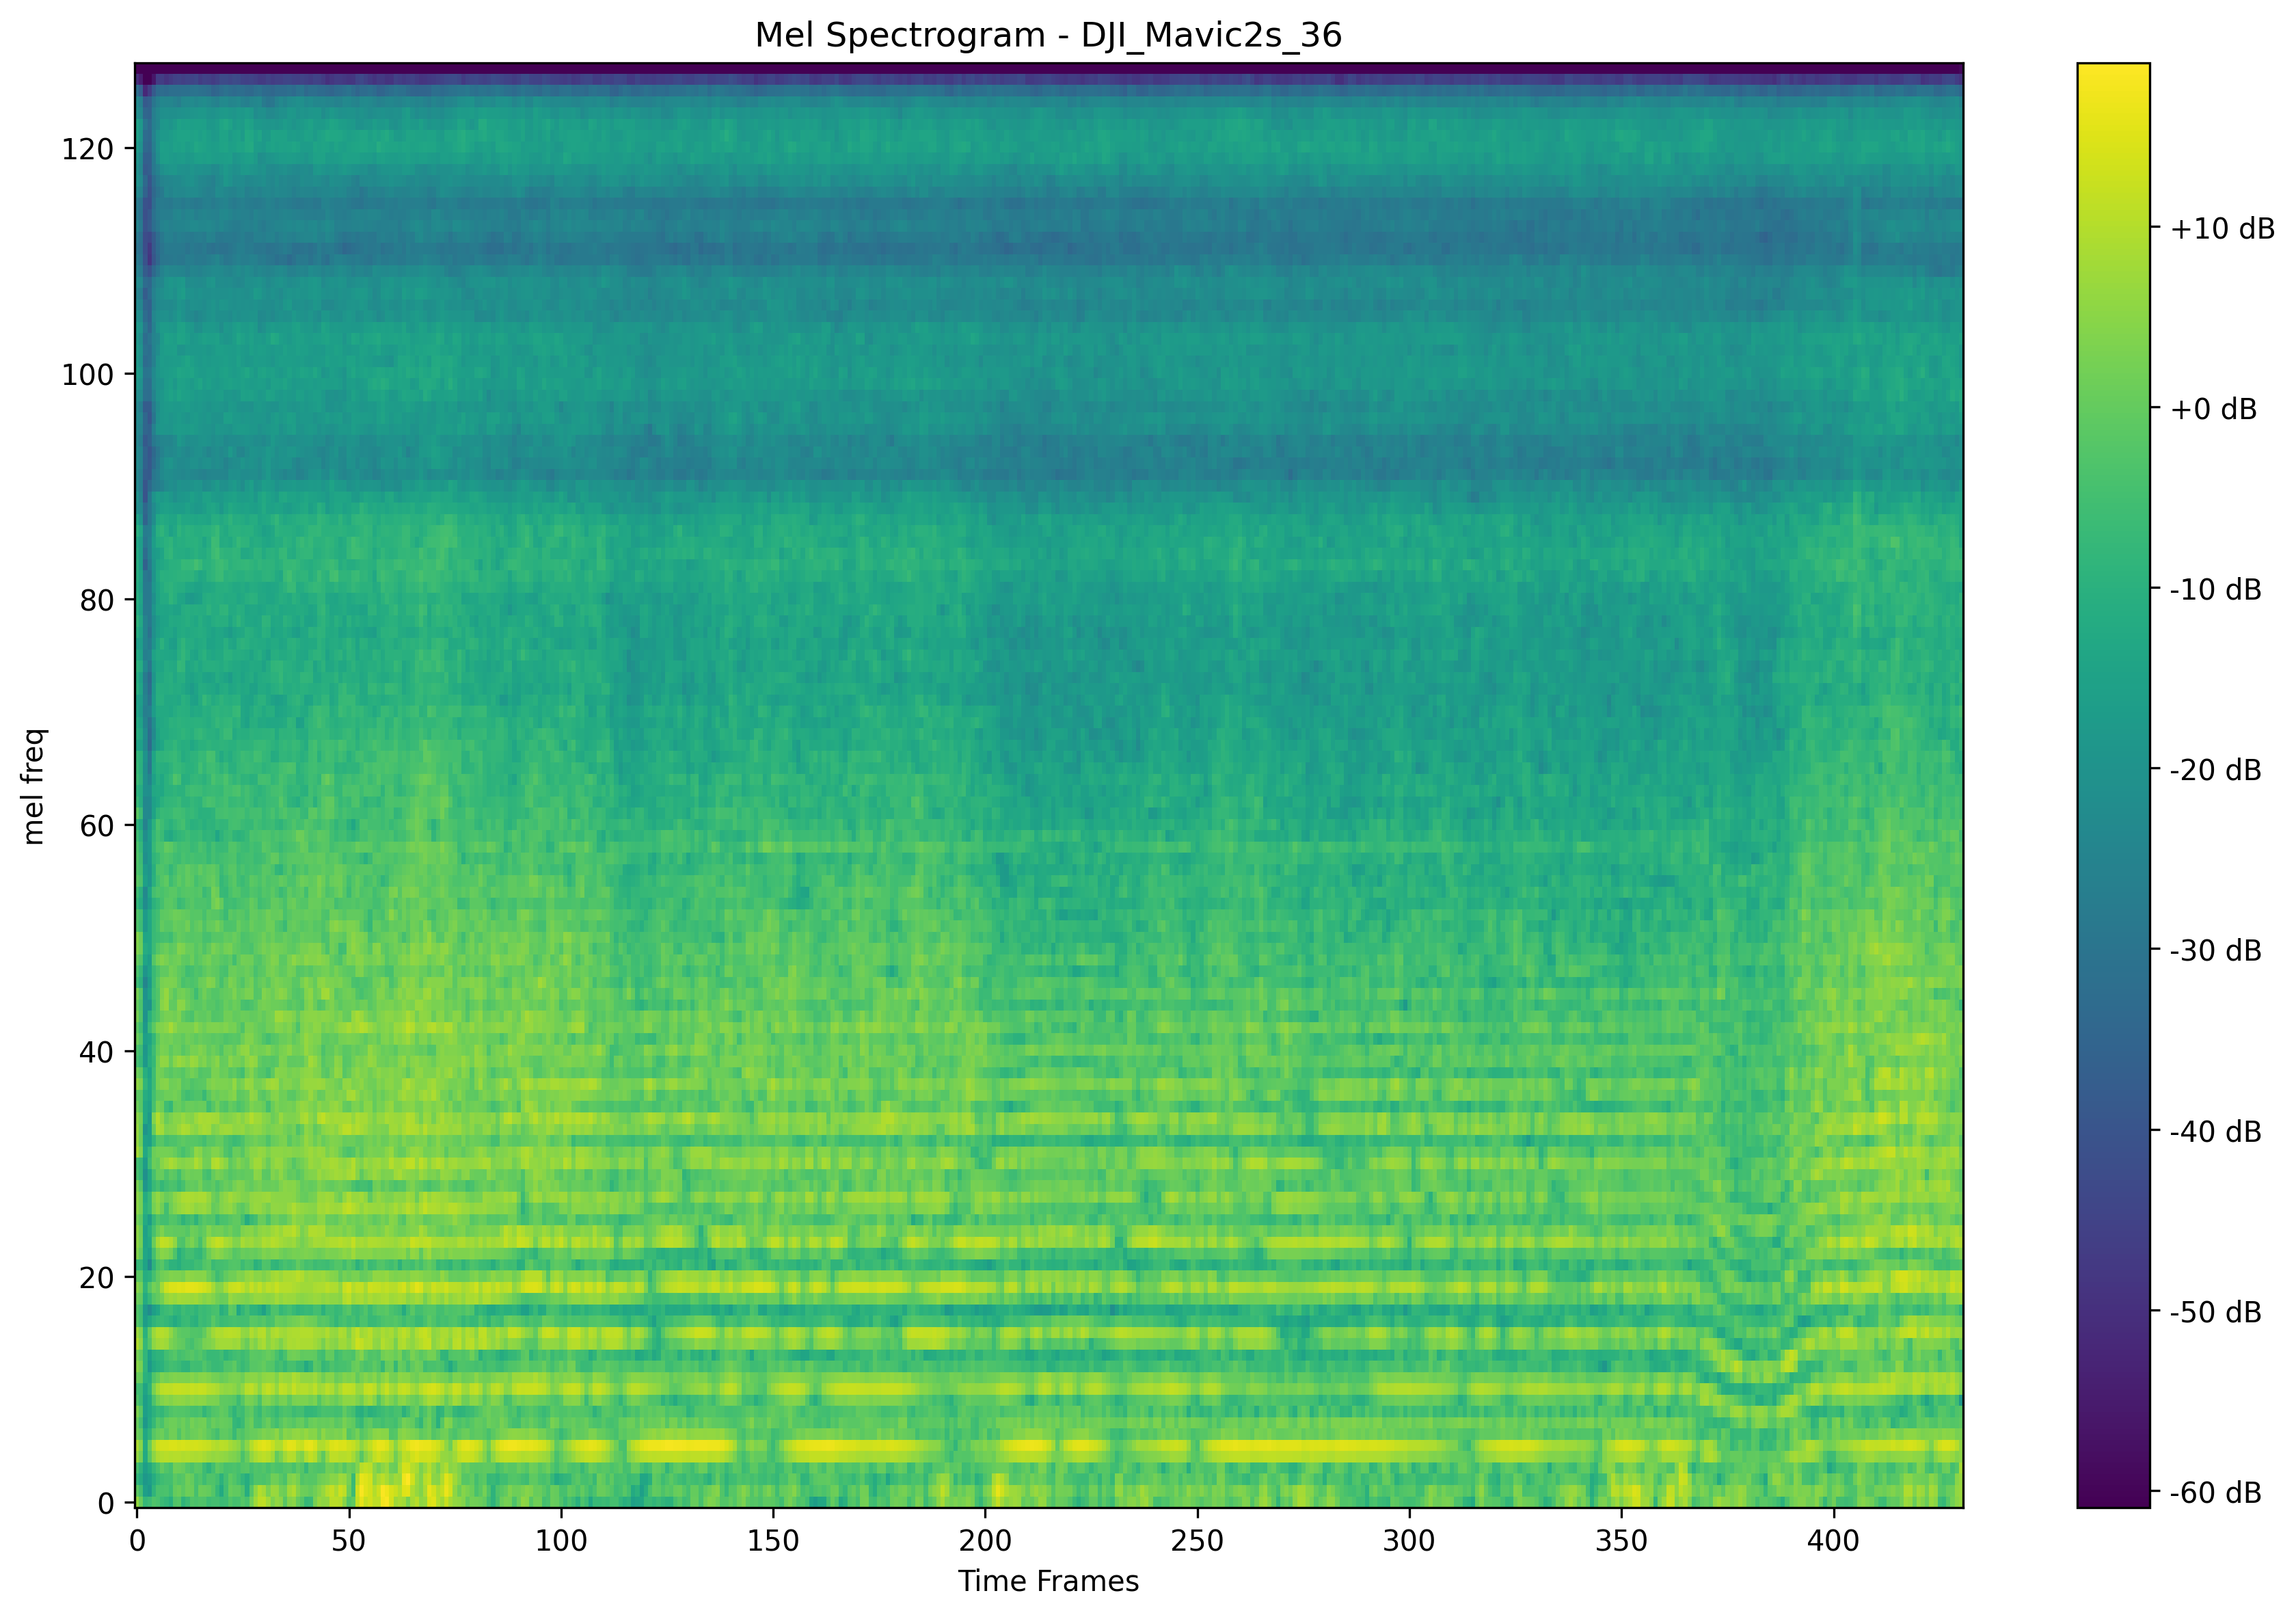 Mel Spectrogram - DJI_Mavic2s_36
mel freq
120
100
80
60
40
20
0
0 50 100 150 200 250 300 350 400
Time Frames
+10 dB
+0 dB
-10 dB
-20 dB
-30 dB
-40 dB
-50 dB
-60 dB